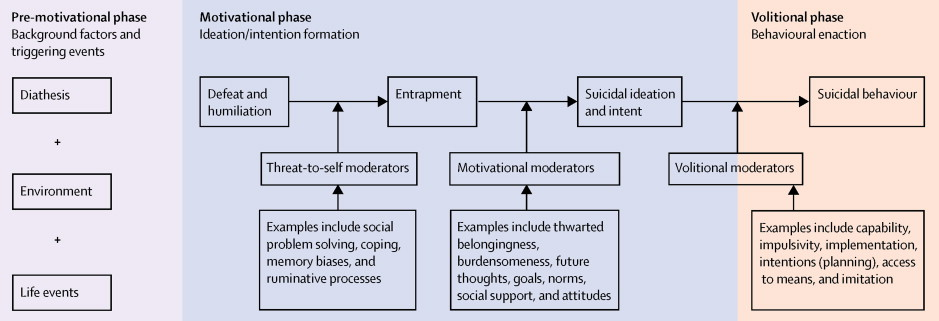 Pre-motivational phase
Background factors and
triggering events
Diathesis
+
Environment
+
Life events
Motivational phase
Ideation/intention formation
Defeat and
humiliation
Entrapment
Suicidal ideation
and intent
Threat-to-self moderators
Motivational moderators
Volitional moderators
Examples include social
problem solving, coping,
memory biases, and
ruminative processes
Examples include thwarted
belongingness,
burdensomeness, future
thoughts, goals, norms,
social support, and attitudes
Volitional phase
Behavioural enaction
Suicidal behaviour
Examples include capability,
impulsivity, implementation,
intentions (planning), access
to means, and imitation